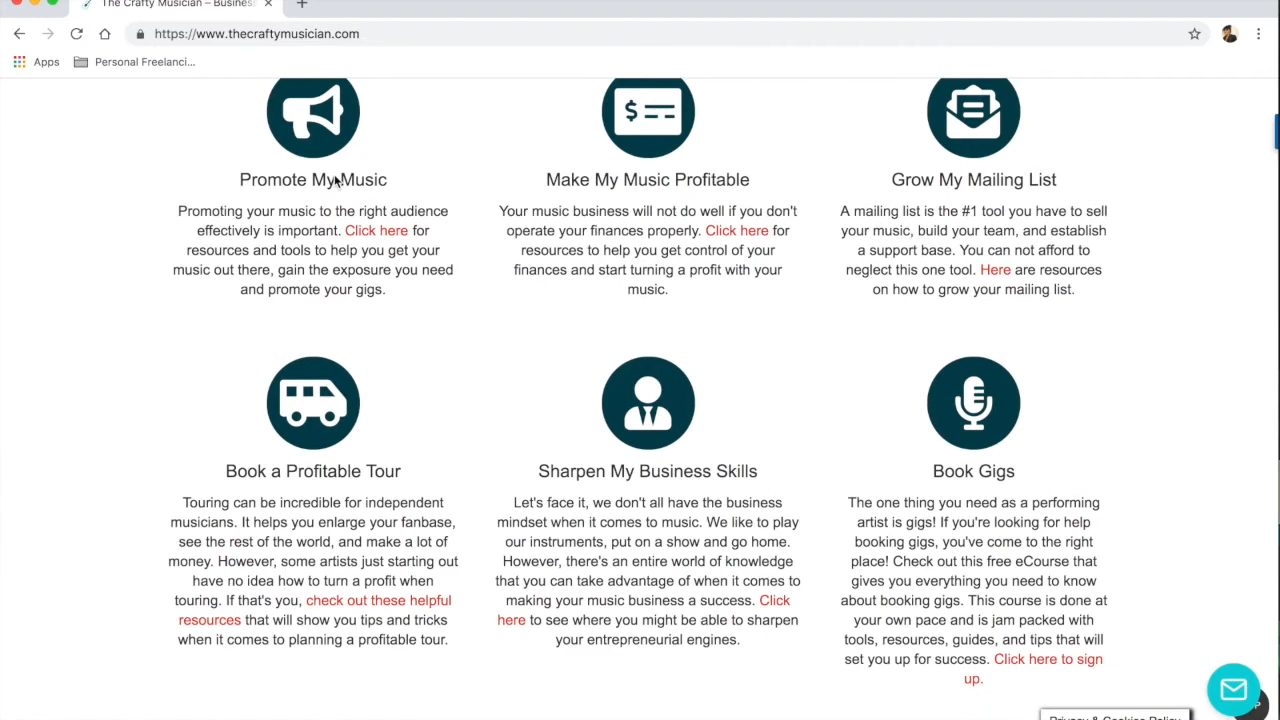 The Crafty Musician – Business
https://www.thecraftymusician.com
Apps
Personal Freelanci...
Promote My Music
Promoting your music to the right audience
effectively is important. Click here for
resources and tools to help you get your
music out there, gain the exposure you need
and promote your gigs.
Make My Music Profitable
Your music business will not do well if you don't
operate your finances properly. Click here for
resources to help you get control of your
finances and start turning a profit with your
music.
Grow My Mailing List
A mailing list is the #1 tool you have to sell
your music, build your team, and establish
a support base. You can not afford to
neglect this one tool. Here are resources
on how to grow your mailing list.
Book a Profitable Tour
Touring can be incredible for independent
musicians. It helps you enlarge your fanbase,
see the rest of the world, and make a lot of
money. However, some artists just starting out
have no idea how to turn a profit when
touring. If that's you, check out these helpful
resources that will show you tips and tricks
when it comes to planning a profitable tour.
Sharpen My Business Skills
Let's face it, we don't all have the business
mindset when it comes to music. We like to play
our instruments, put on a show and go home.
However, there's an entire world of knowledge
that you can take advantage of when it comes to
making your music business a success. Click
here to see where you might be able to sharpen
your entrepreneurial engines.
Book Gigs
The one thing you need as a performing
artist is gigs! If you're looking for help
booking gigs, you've come to the right
place! Check out this free eCourse that
gives you everything you need to know
about booking gigs. This course is done at
your own pace and is jam packed with
tools, resources, guides, and tips that will
set you up for success. Click here to sign
up.
Privacy & Cookies Policy